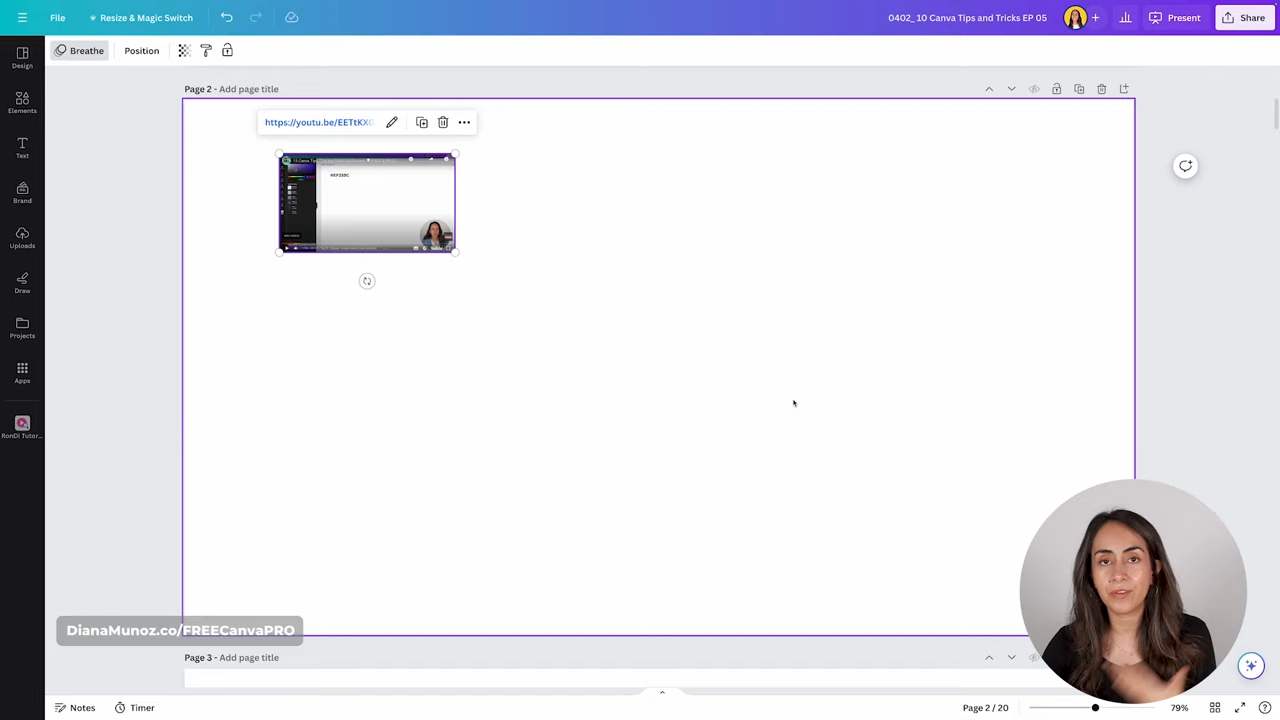 File
Resize & Magic Switch
0402_ 10 Canva Tips and Tricks EP 05
Present
Share
Breathe
Position
Design
Elements
Text
Brand
Uploads
Draw
Projects
Apps
RonDi Tutor...
Page 2 - Add page title
https://youtu.be/EETtKX
DianaMunoz.co/FREECanvaPRO
Page 3 - Add page title
Notes
Timer
Page 2 / 20
79%